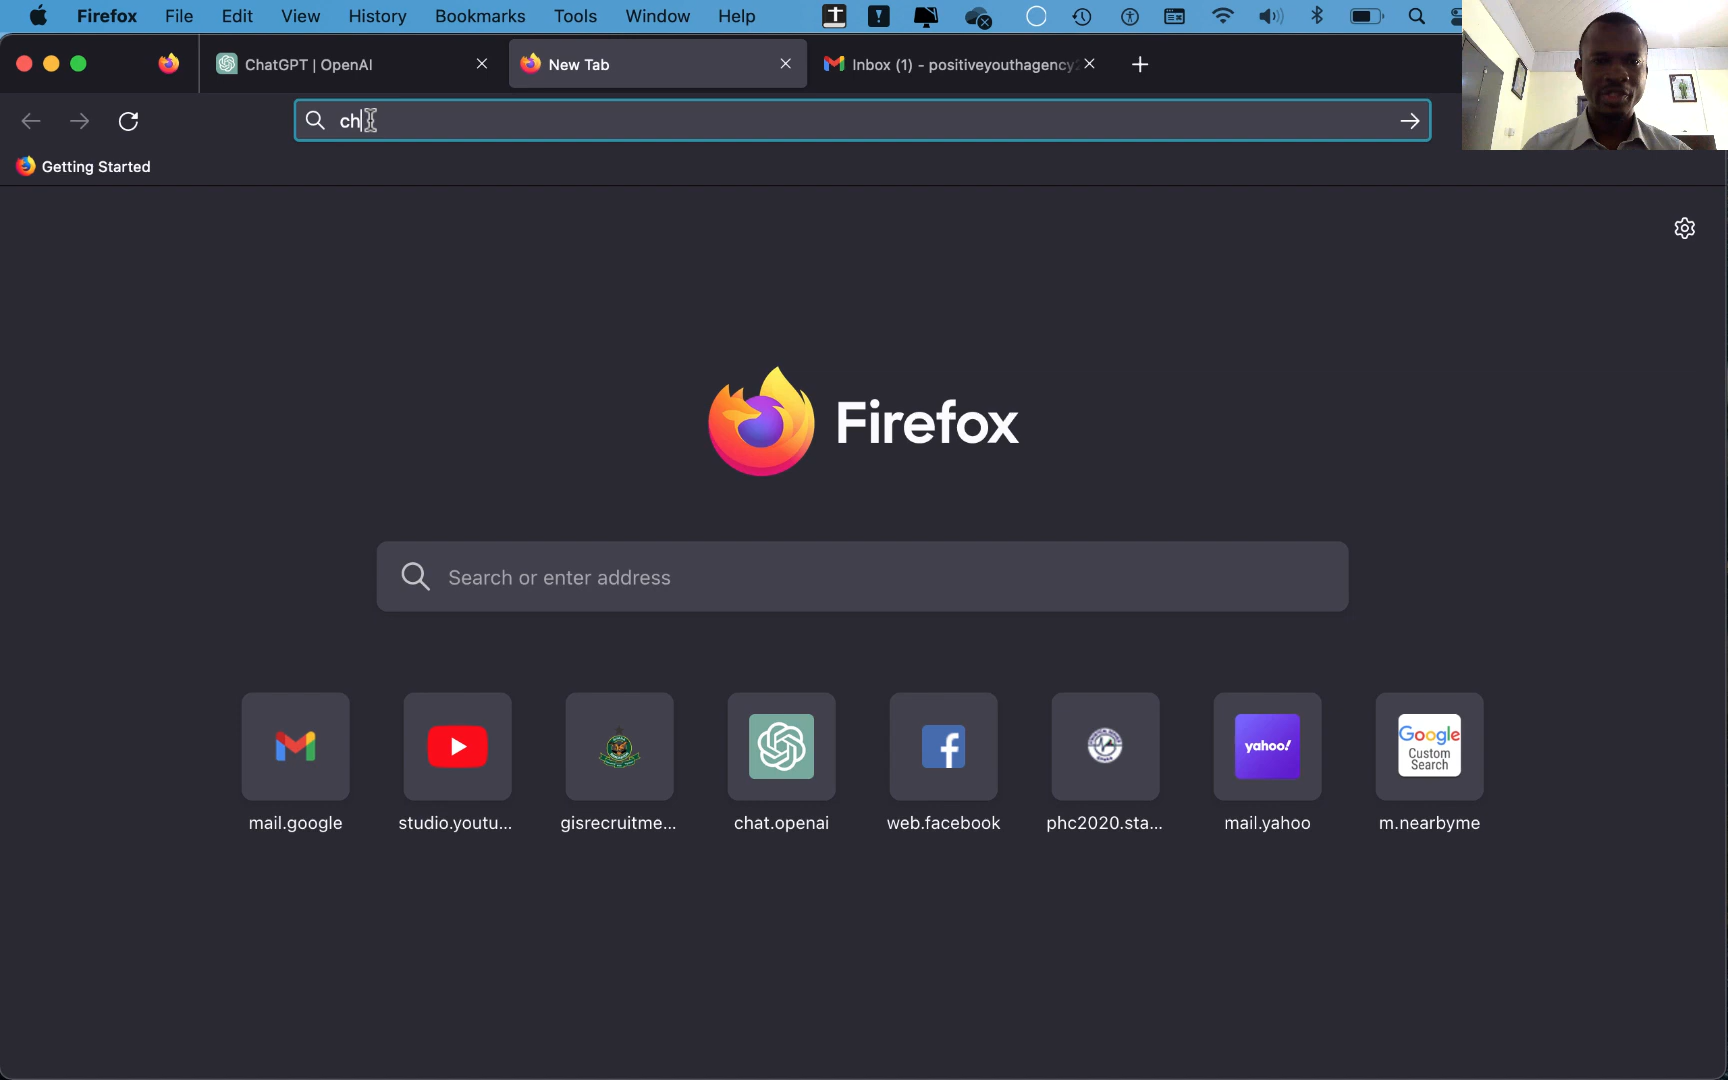 Firefox File Edit View History Bookmarks Tools Window Help
ChatGPT | OpenAI
New Tab
Inbox (1) - positiveyouthagency
ch
Getting Started
Firefox
Search or enter address
yahoo!
Google
Custom
Search
mail.google
studio.youtu...
gisrecruitme...
chat.openai
web.facebook
phc2020.sta...
mail.yahoo
m.nearbyme